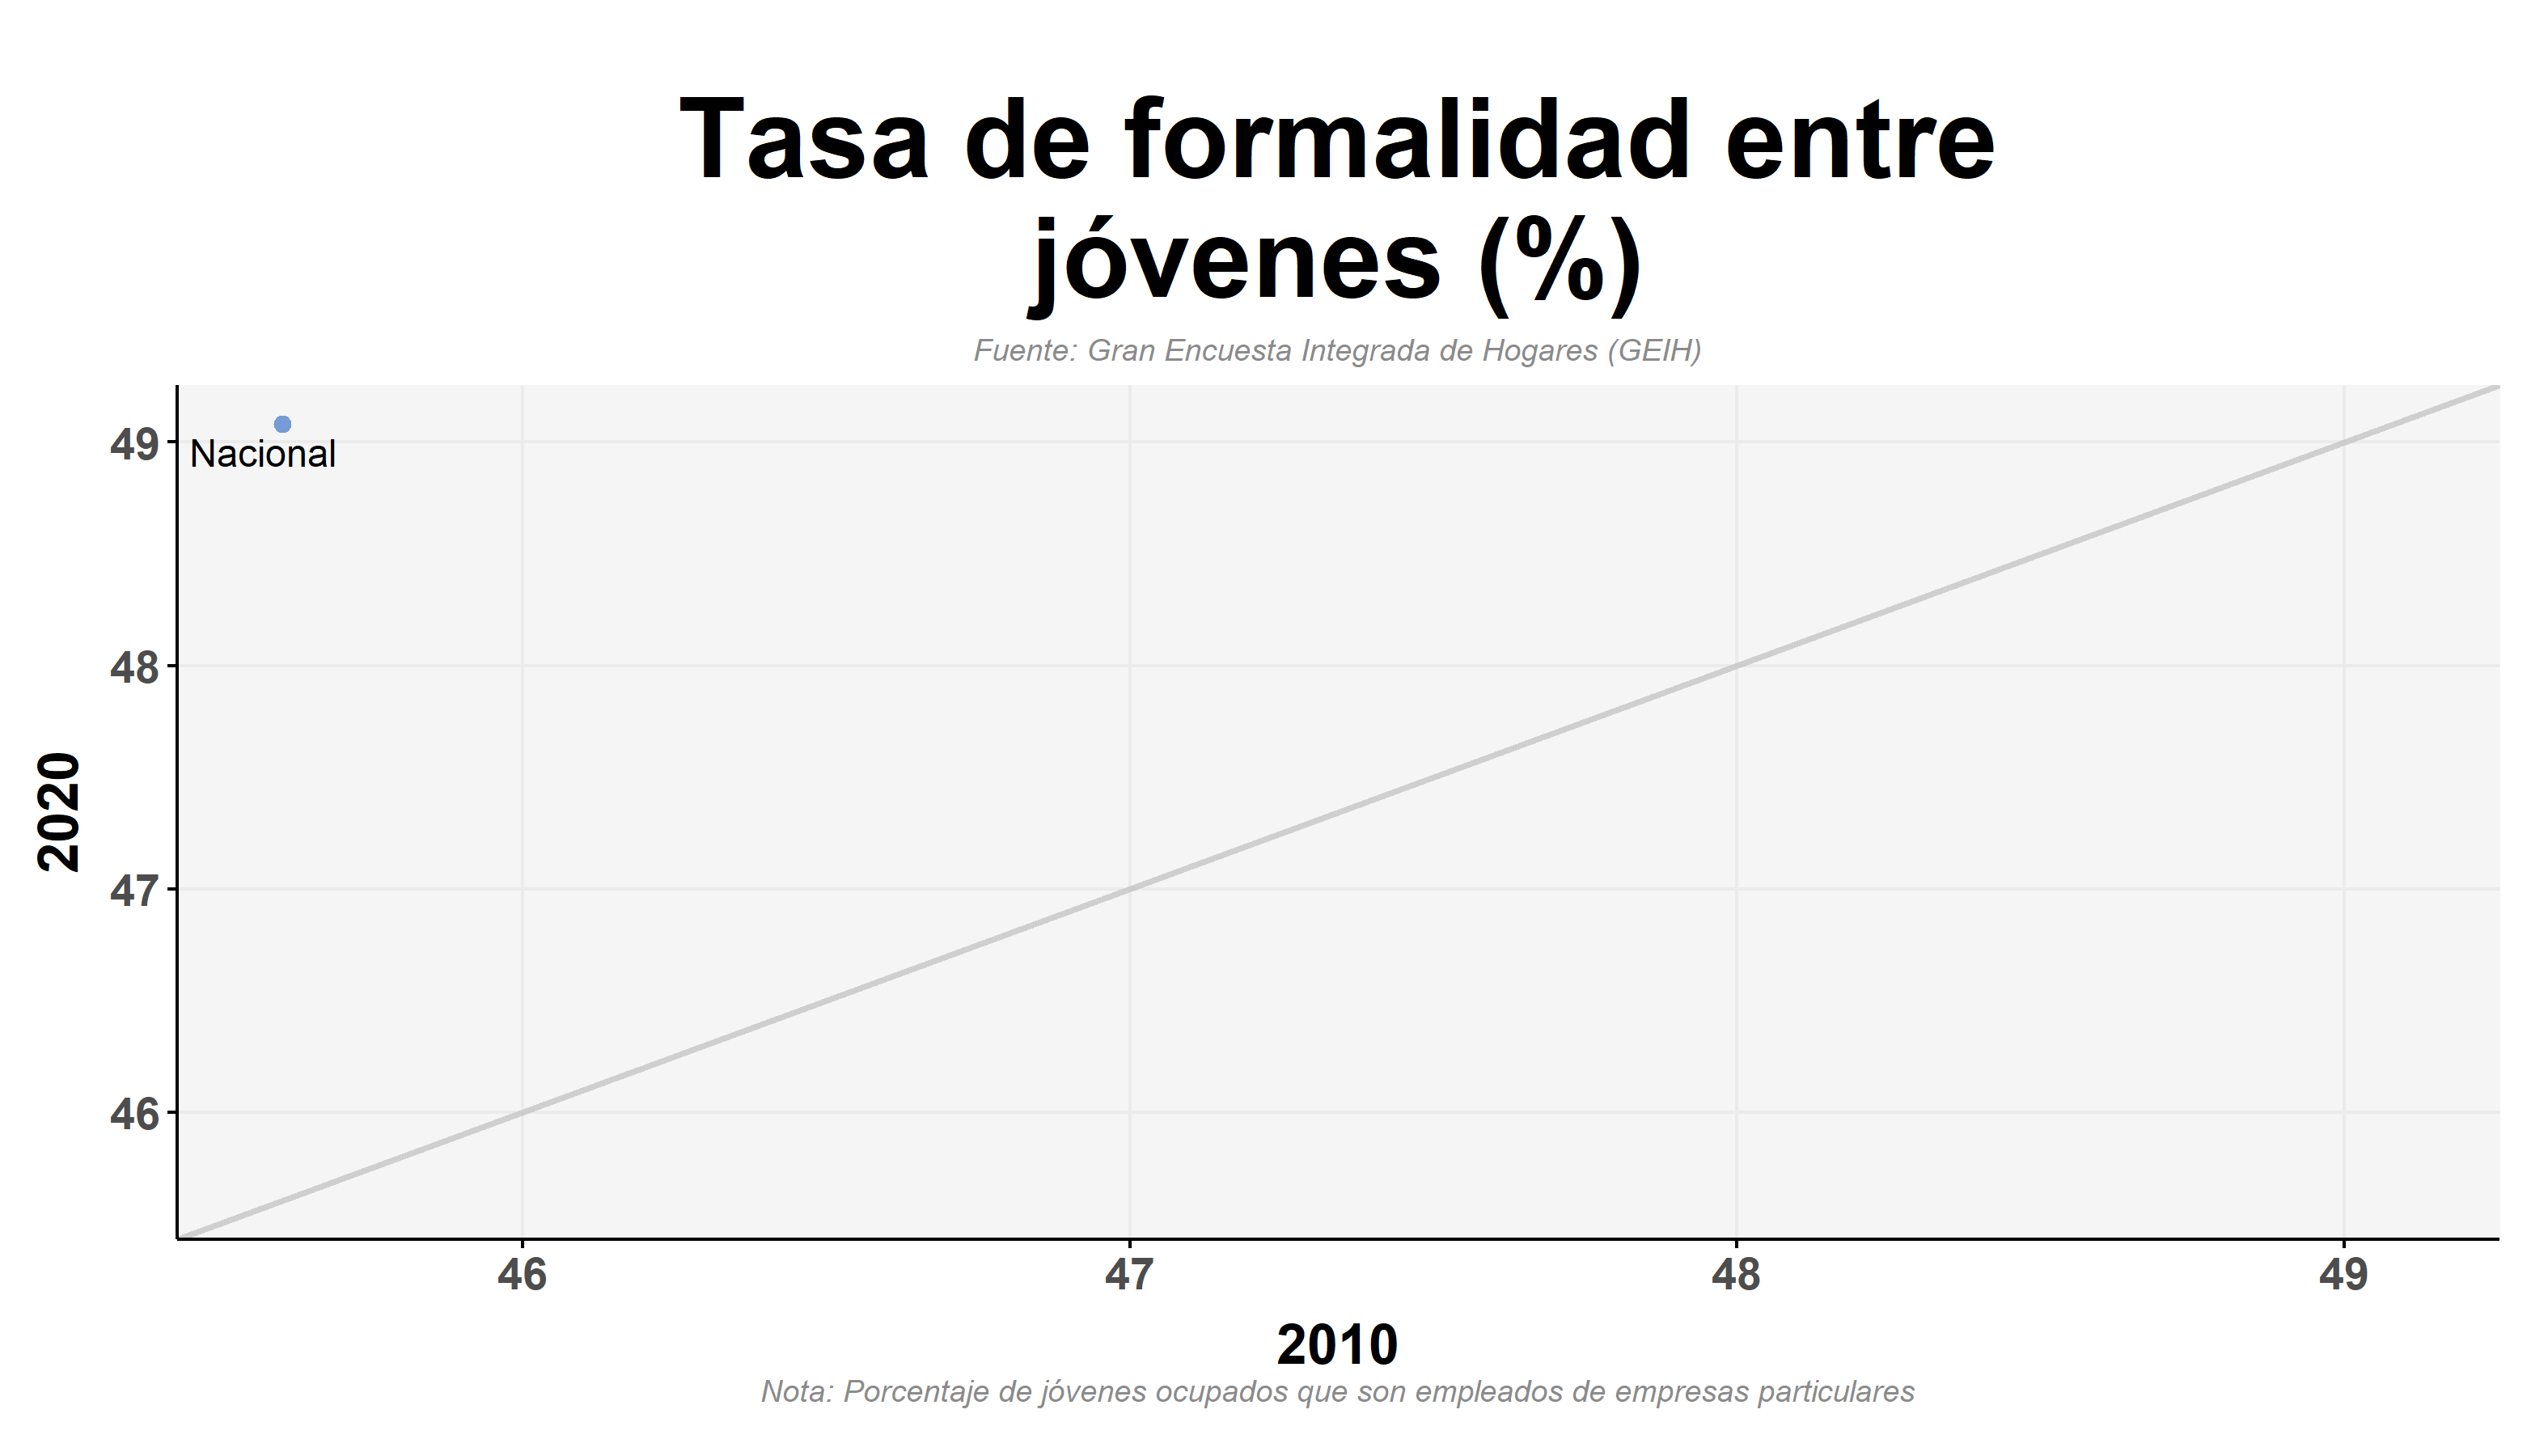 Tasa de formalidad entre
jóvenes (%)
Fuente: Gran Encuesta Integrada de Hogares (GEIH)
49
Nacional
48
2020
47
46
46 47 48 49
2010
Nota: Porcentaje de jóvenes ocupados que son empleados de empresas particulares